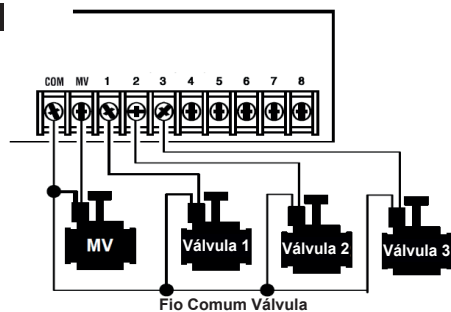 COM MV 1 2 3 4 5 6 7 8
MV
Válvula 1
Válvula 2
Válvula 3
Fio Comum Válvula